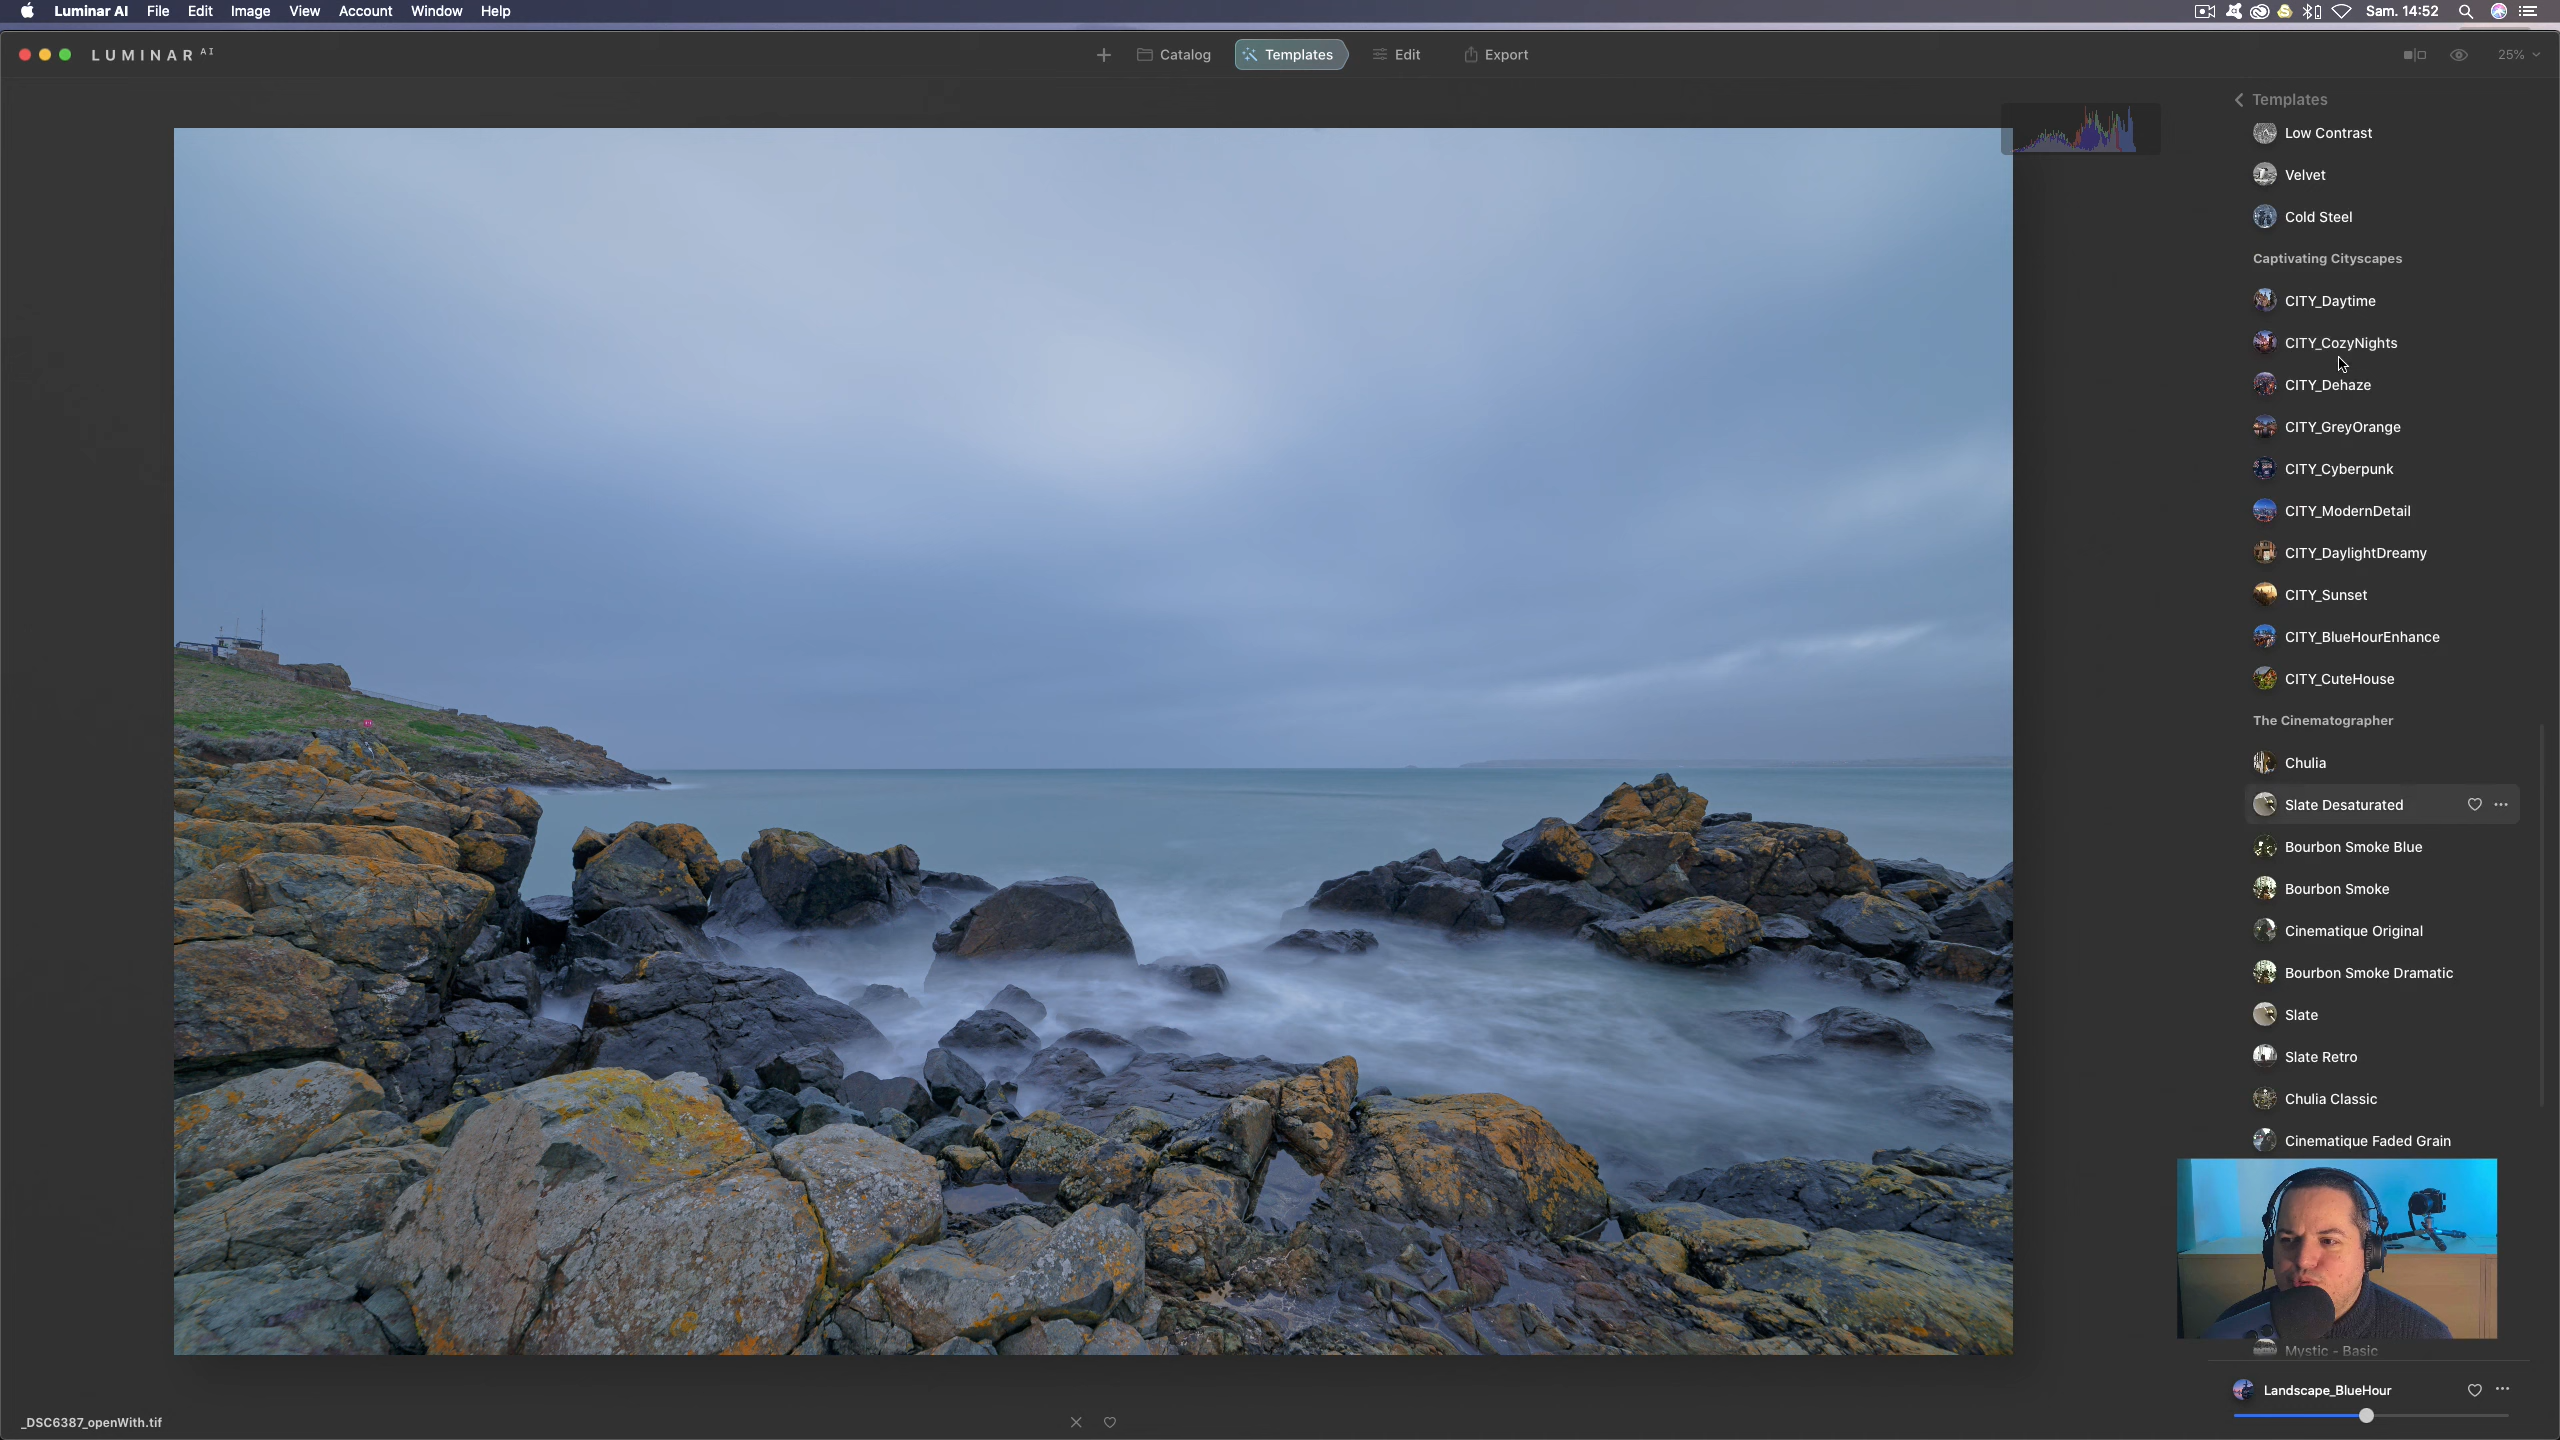 Luminar AI File Edit Image View Account Window Help
Sam. 14:52
LUMINAR AI
Catalog Templates Edit Export
25%
Templates
Low Contrast
Velvet
Cold Steel
Captivating Cityscapes
CITY_Daytime
CITY_CozyNights
CITY_Dehaze
CITY_GreyOrange
CITY_Cyberpunk
CITY_ModernDetail
CITY_DaylightDreamy
CITY_Sunset
CITY_BlueHourEnhance
CITY_CuteHouse
The Cinematographer
Chulia
Slate Desaturated
Bourbon Smoke Blue
Bourbon Smoke
Cinematique Original
Bourbon Smoke Dramatic
Slate
Slate Retro
Chulia Classic
Cinematique Faded Grain
Mystic - Basic
Landscape_BlueHour
_DSC6387_openWith.tif